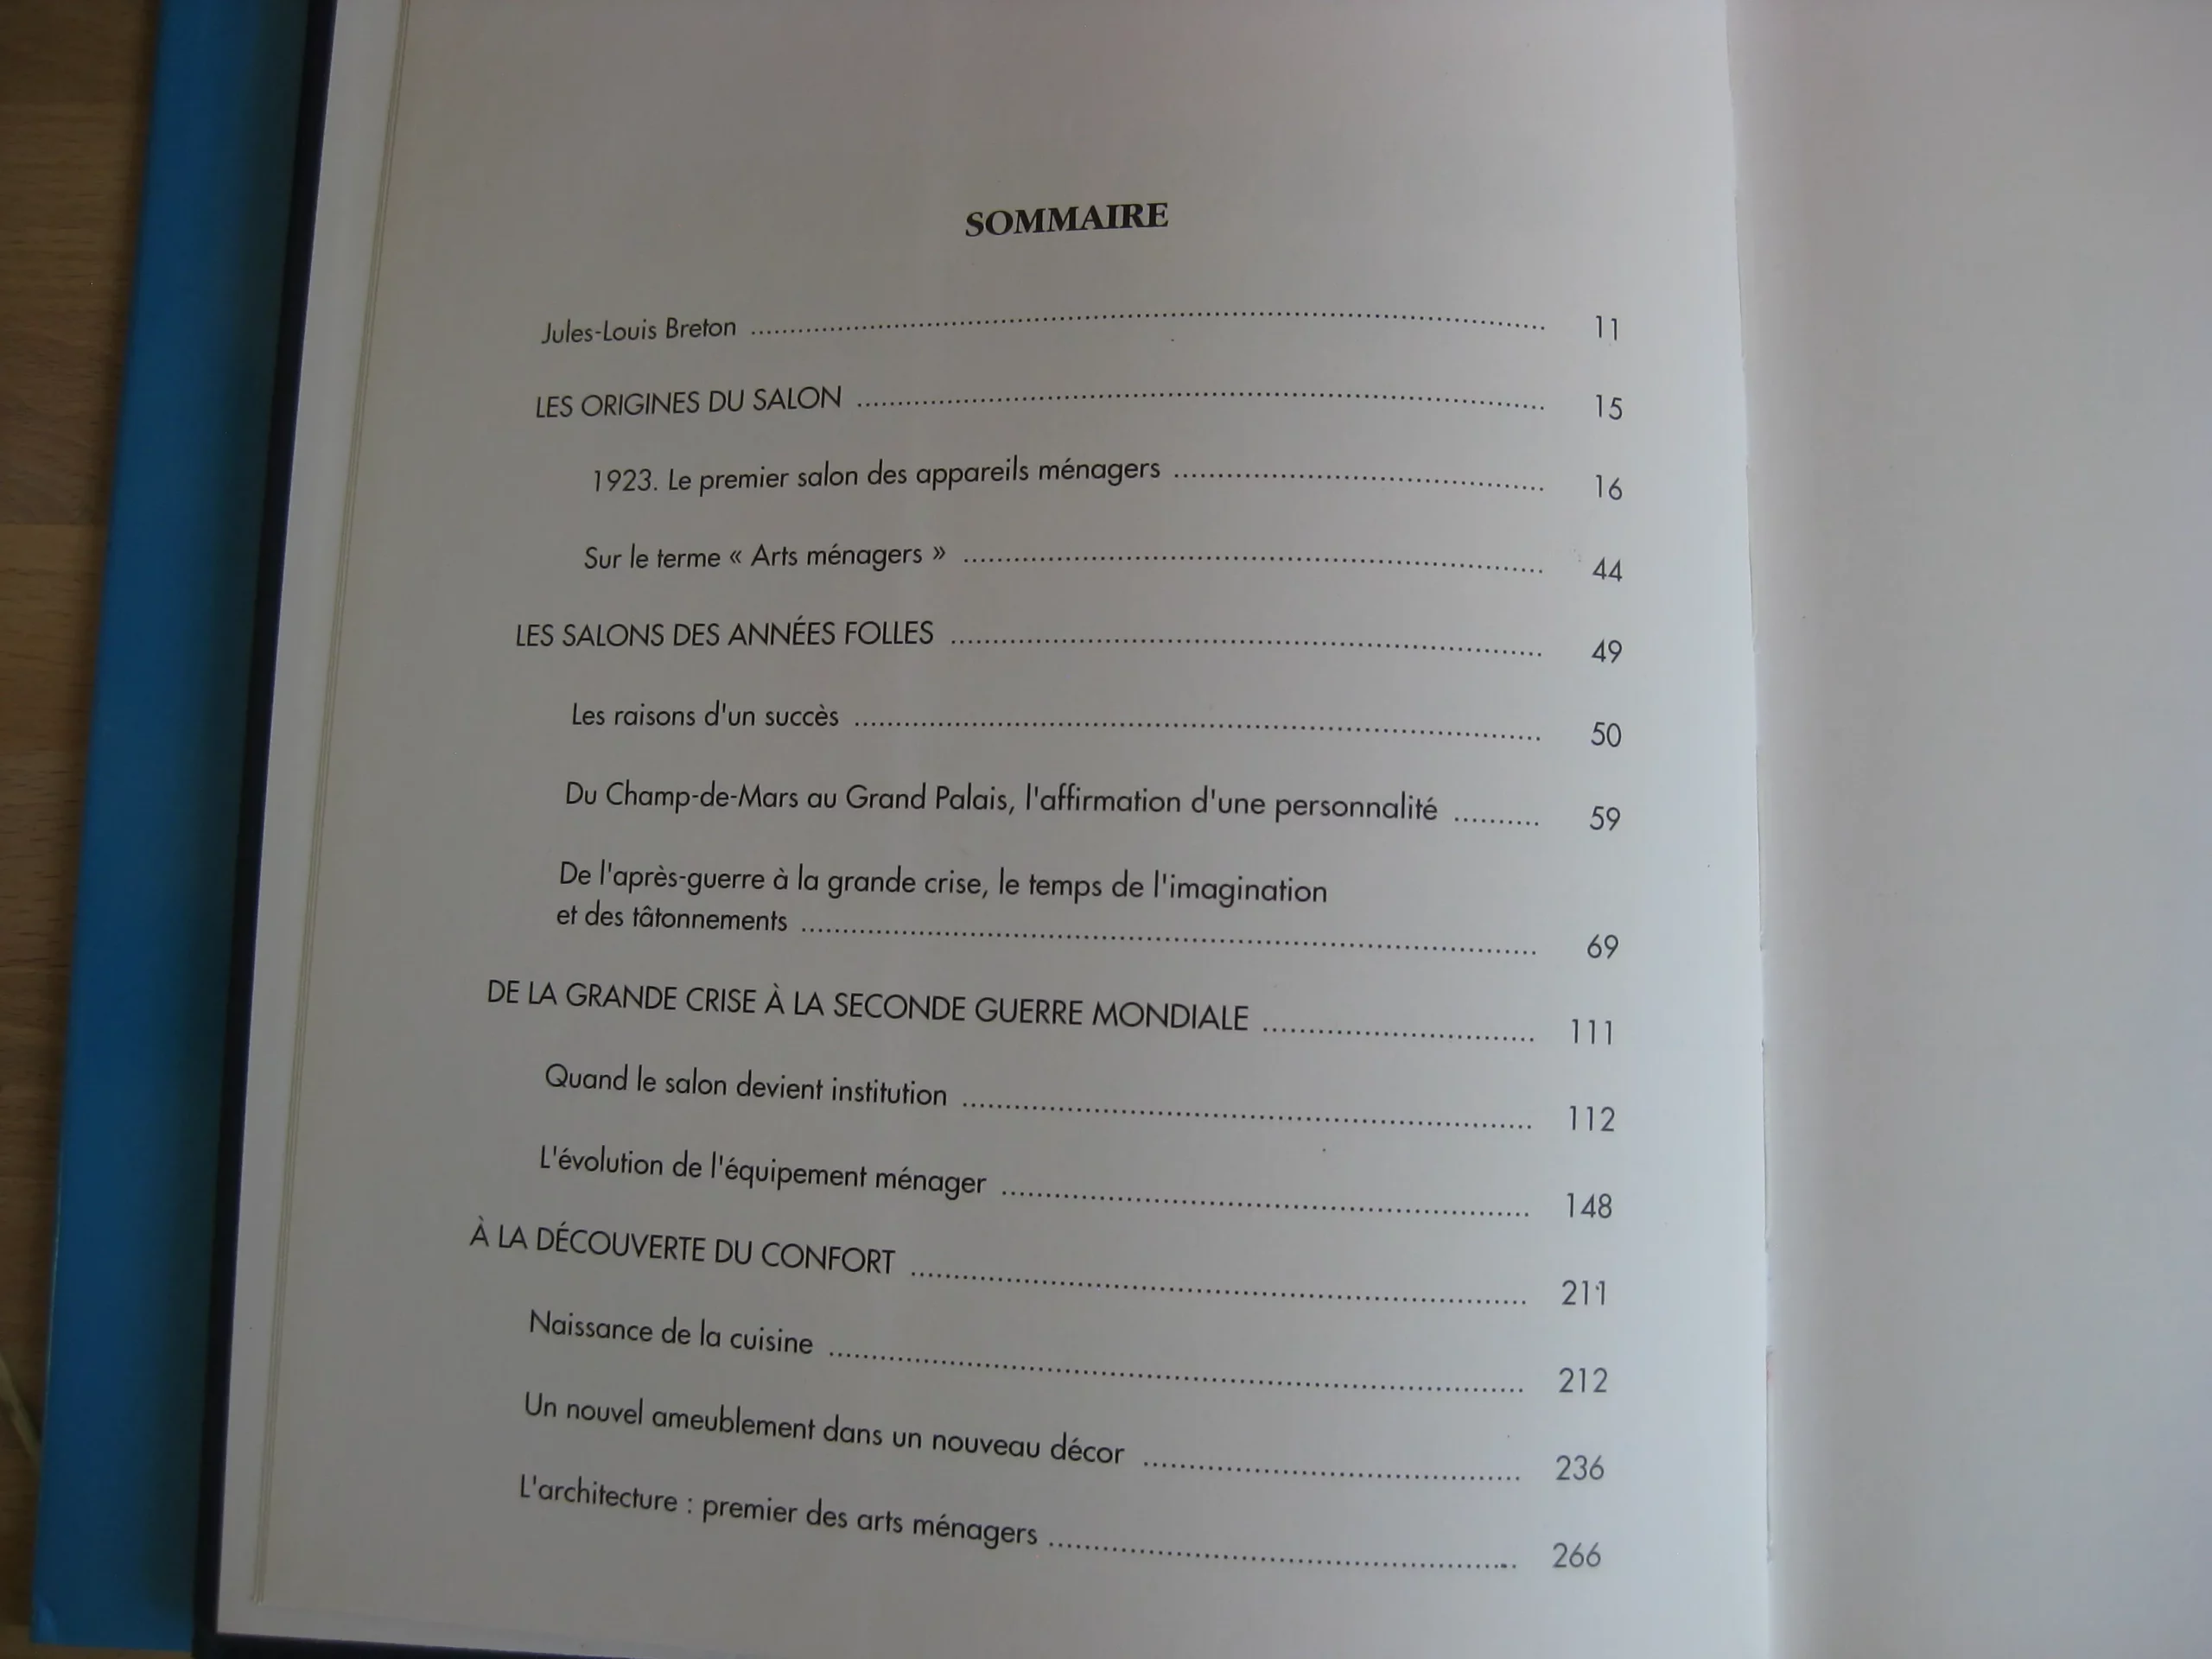 SOMMAIRE
Jules-Louis Breton ........ 11
LES ORIGINES DU SALON ........ 15
1923. Le premier salon des appareils ménagers ........ 16
Sur le terme « Arts ménagers » ........ 44
LES SALONS DES ANNÉES FOLLES ........ 49
Les raisons d'un succès ........ 50
Du Champ-de-Mars au Grand Palais, l'affirmation d'une personnalité ........ 59
De l'après-guerre à la grande crise, le temps de l'imagination
et des tâtonnements ........ 69
DE LA GRANDE CRISE À LA SECONDE GUERRE MONDIALE ........ 111
Quand le salon devient institution ........ 112
L'évolution de l'équipement ménager ........ 148
À LA DÉCOUVERTE DU CONFORT ........ 211
Naissance de la cuisine ........ 212
Un nouvel ameublement dans un nouveau décor ........ 236
L'architecture : premier des arts ménagers ........ 266